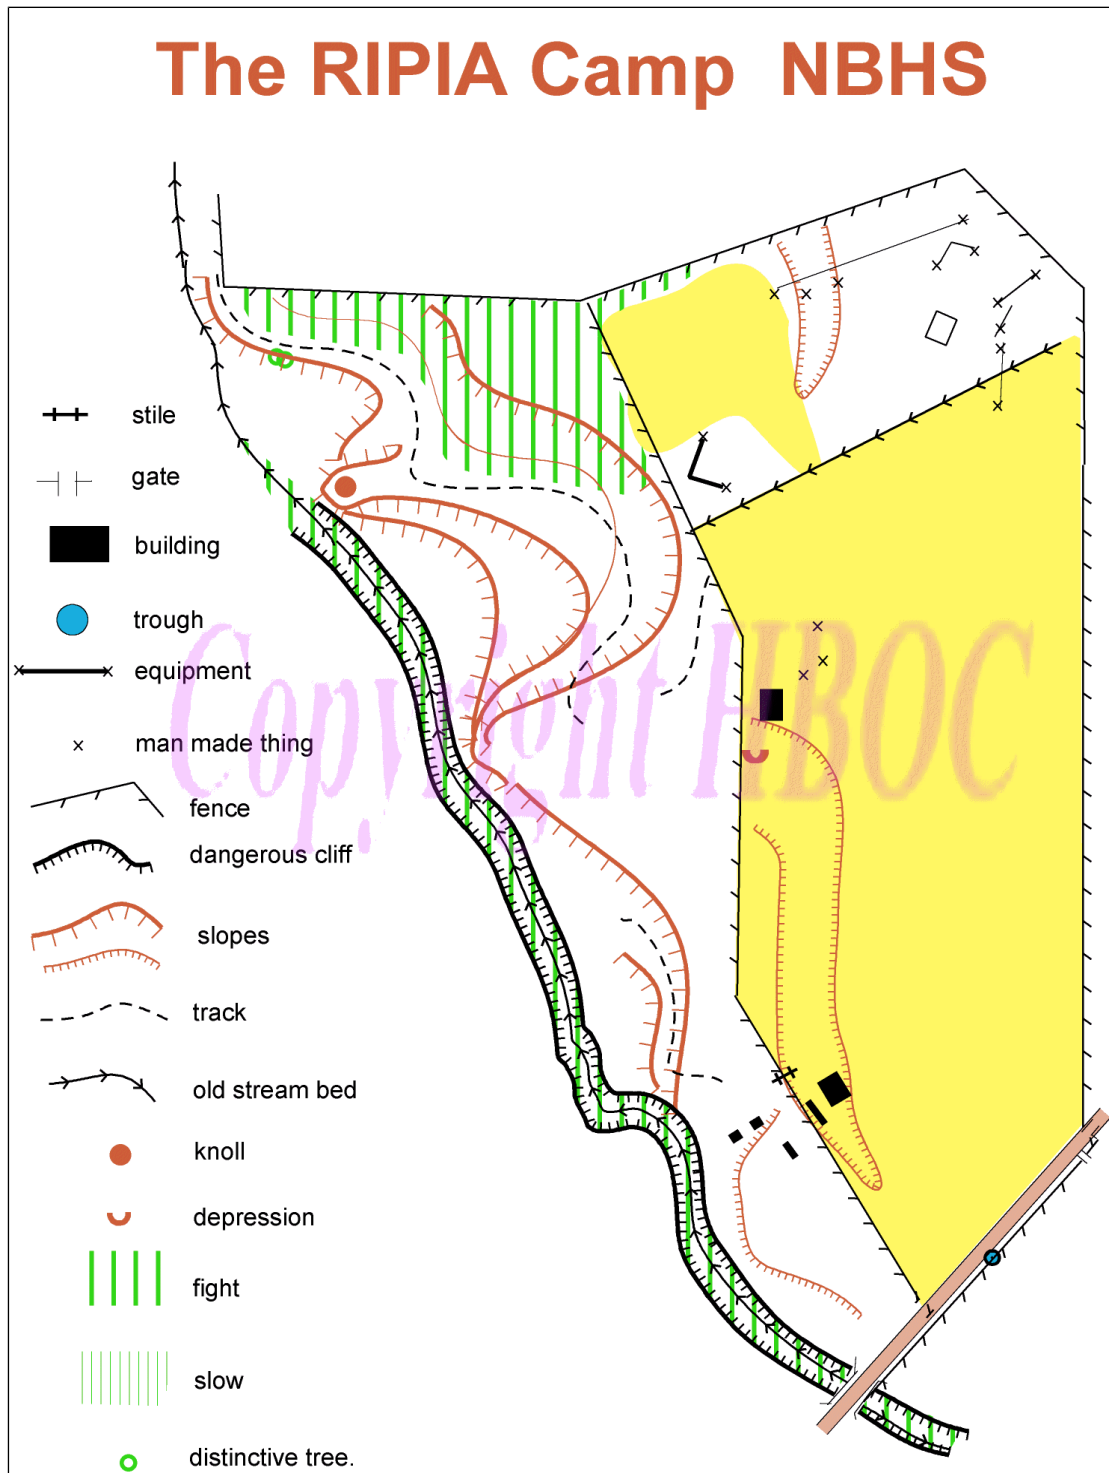 The RIPIA Camp NBHS
stile
gate
building
trough
equipment
man made thing
fence
dangerous cliff
slopes
track
old stream bed
knoll
depression
fight
slow
distinctive tree.
Copyright HBOC